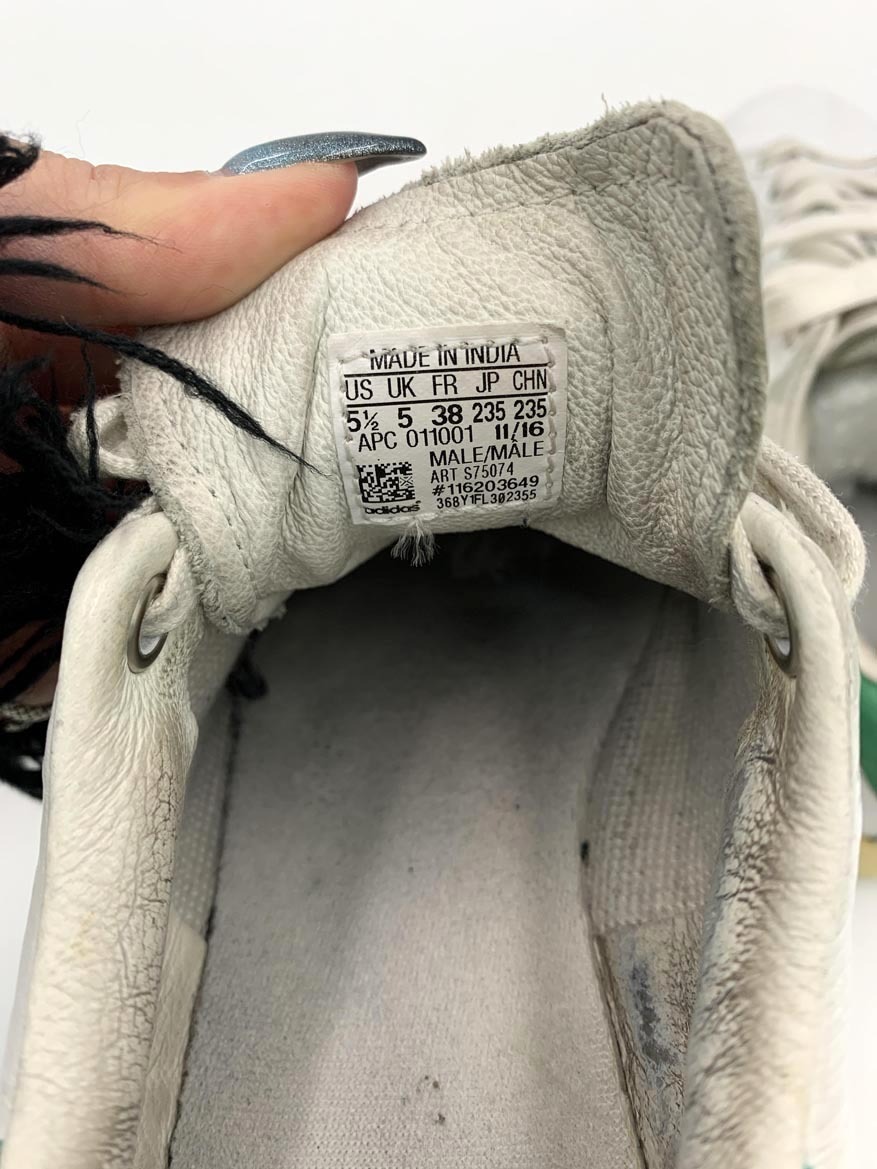 MADE IN INDIA
US UK FR JP CHN
5½ 5 38 235 235
APC 011001 11/16
MALE/MÂLE
ART S75074
#116203649
368Y1FL302355
adidas